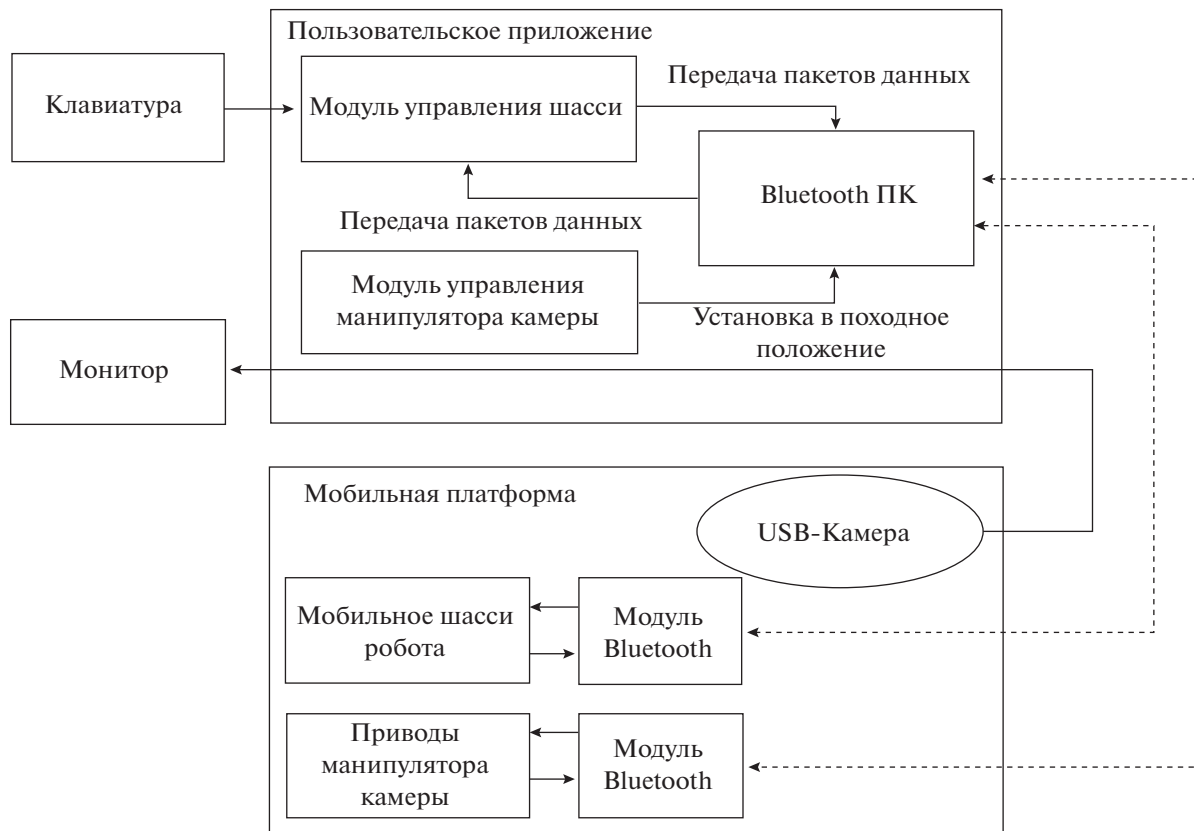 Пользовательское приложение
Клавиатура
Модуль управления шасси
Передача пакетов данных
Bluetooth ПК
Передача пакетов данных
Модуль управления
манипулятора камеры
Установка в походное
положение
Монитор
Мобильная платформа
USB-Камера
Мобильное шасси
робота
Модуль
Bluetooth
Приводы
манипулятора
камеры
Модуль
Bluetooth